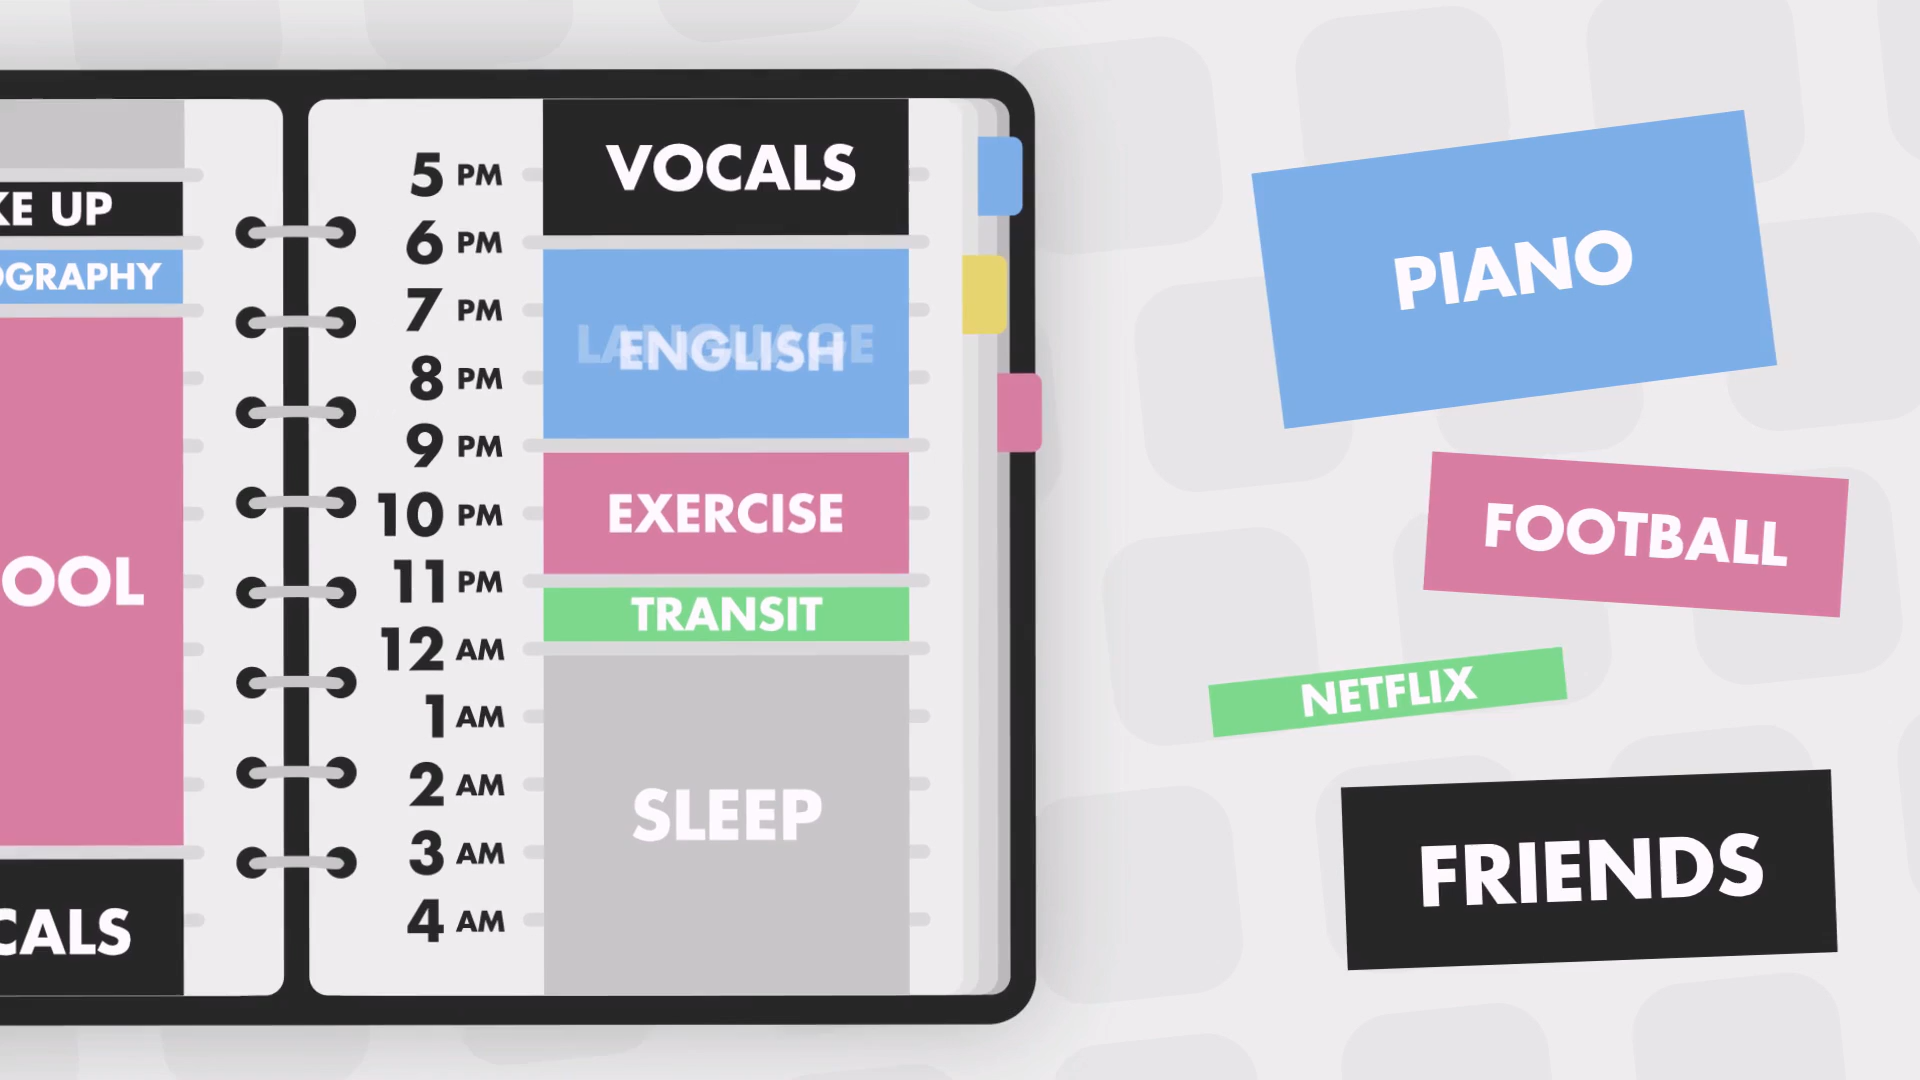 KE UP
OGRAPHY
OOL
CALS
5 PM
6 PM
7 PM
8 PM
9 PM
10 PM
11 PM
12 AM
1 AM
2 AM
3 AM
4 AM
VOCALS
LANGUAGE
ENGLISH
EXERCISE
TRANSIT
SLEEP
PIANO
FOOTBALL
NETFLIX
FRIENDS